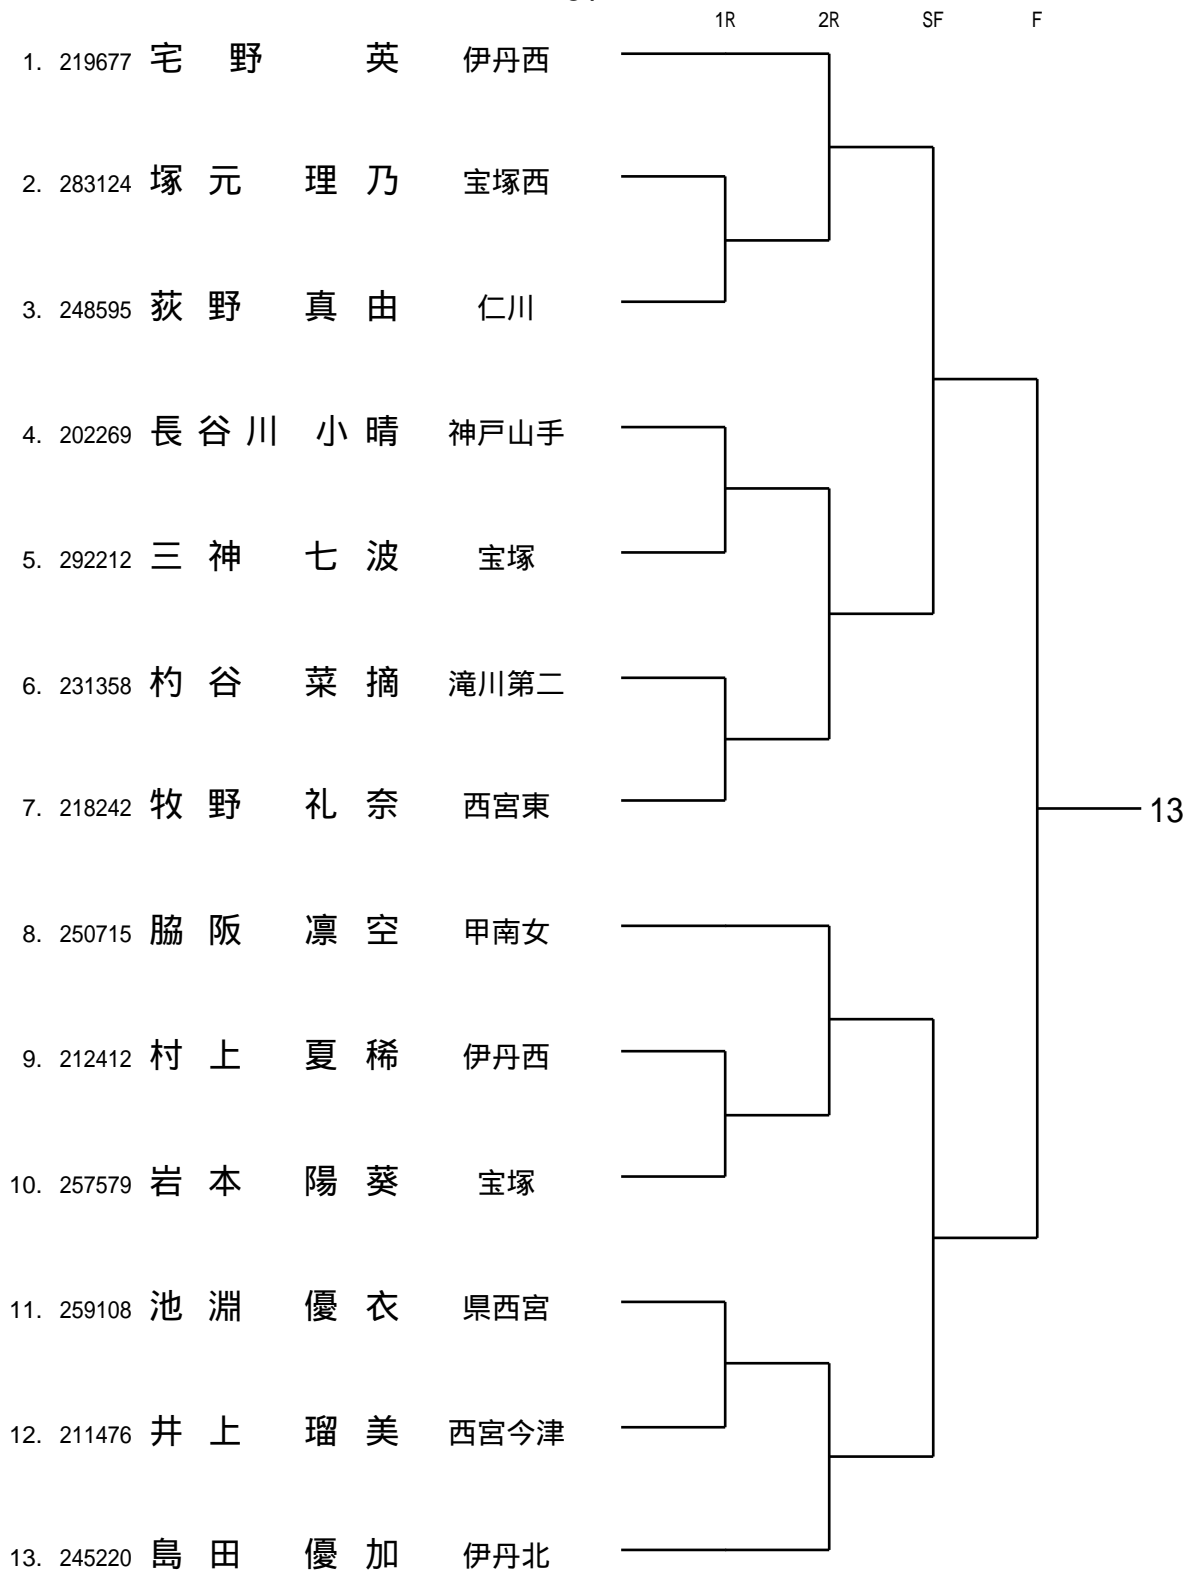 1R 2R SF F
1. 219677 宅野 英 伊丹西
2. 283124 塚元 理乃 宝塚西
3. 248595 荻野 真由 仁川
4. 202269 長谷川 小晴 神戸山手
5. 292212 三神 七波 宝塚
6. 231358 杓谷 菜摘 滝川第二
7. 218242 牧野 礼奈 西宮東
13
8. 250715 脇阪 凛空 甲南女
9. 212412 村上 夏稀 伊丹西
10. 257579 岩本 陽葵 宝塚
11. 259108 池淵 優衣 県西宮
12. 211476 井上 瑠美 西宮今津
13. 245220 島田 優加 伊丹北